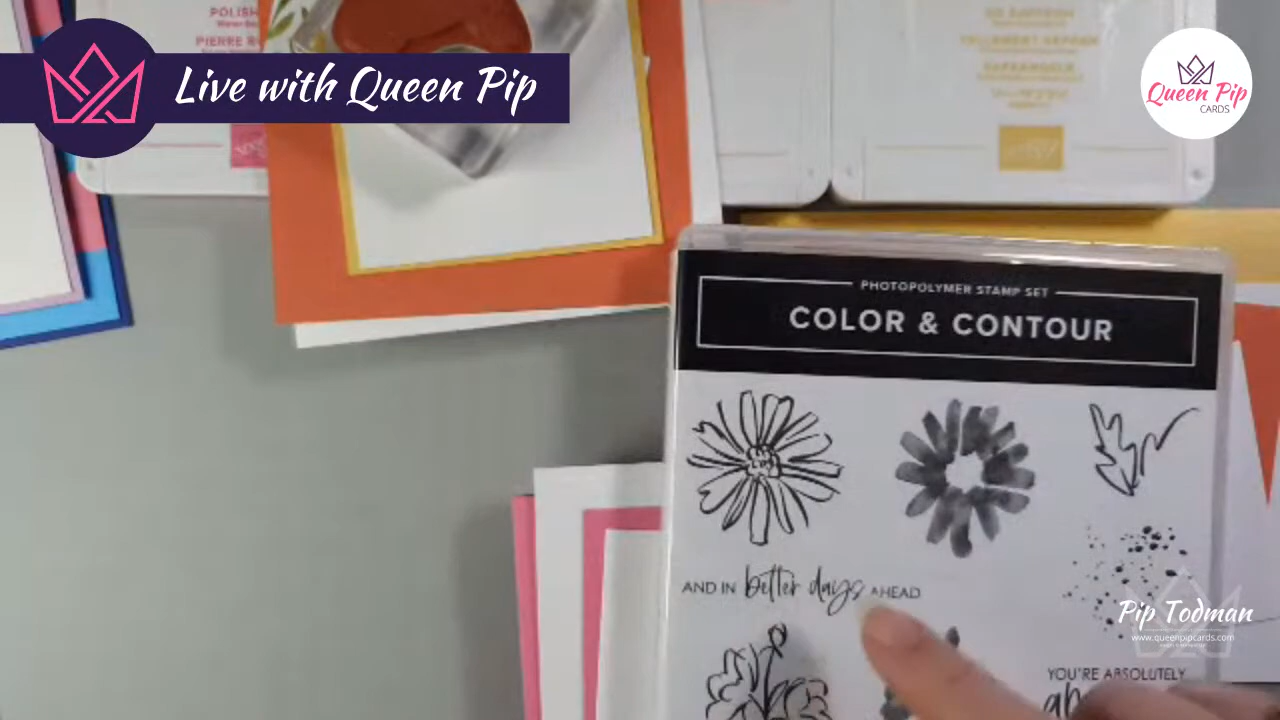 POLISH
PIERRE
Live with Queen Pip
Queen Pip
CARDS
PHOTOPOLYMER STAMP SET
COLOR & CONTOUR
AND IN better days AHEAD
Pip Todman
www.queenpipcards.com
YOU'RE ABSOLUTELY